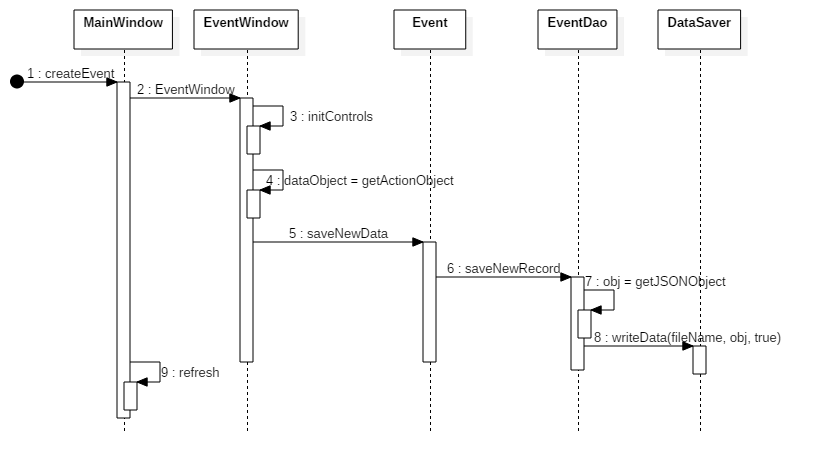 MainWindow
EventWindow
Event
EventDao
DataSaver
1 : createEvent
2 : EventWindow
3 : initControls
4 : dataObject = getActionObject
5 : saveNewData
6 : saveNewRecord
7 : obj = getJSONObject
8 : writeData(fileName, obj, true)
9 : refresh